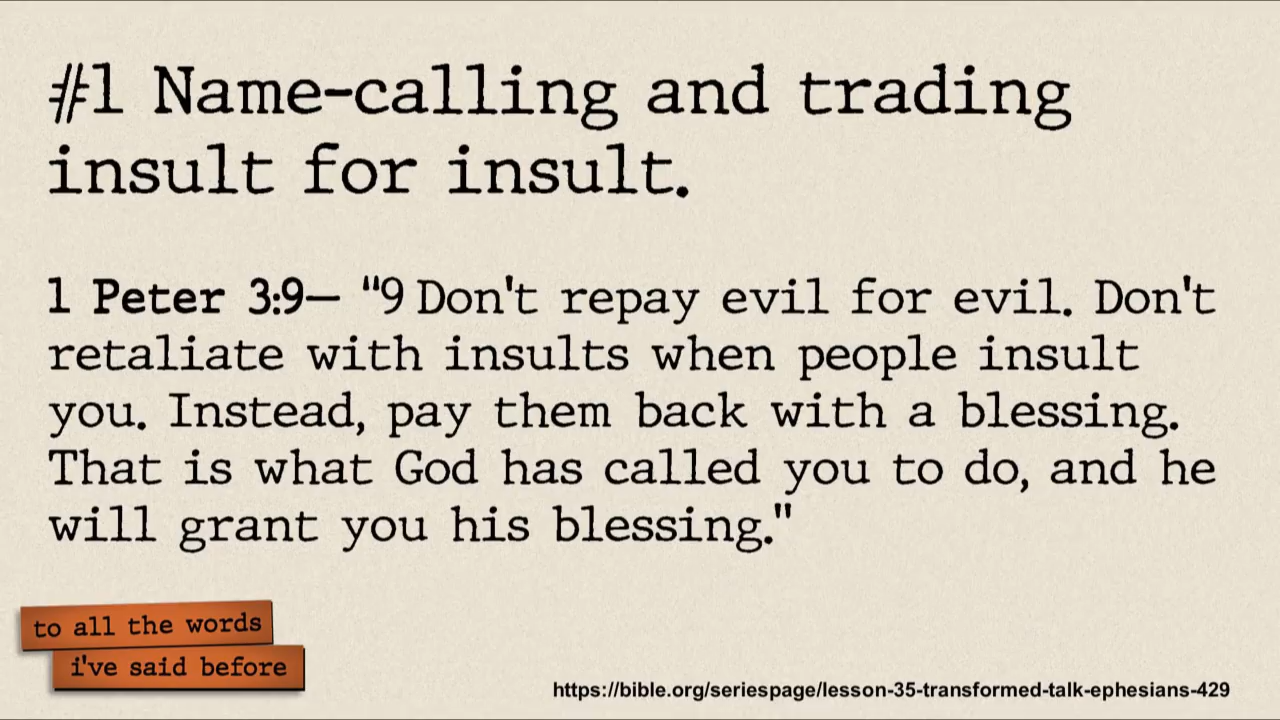 #1 Name-calling and trading
insult for insult.
1 Peter 3:9— "9 Don't repay evil for evil. Don't
retaliate with insults when people insult
you. Instead, pay them back with a blessing.
That is what God has called you to do, and he
will grant you his blessing."
to all the words
i've said before
https://bible.org/seriespage/lesson-35-transformed-talk-ephesians-429